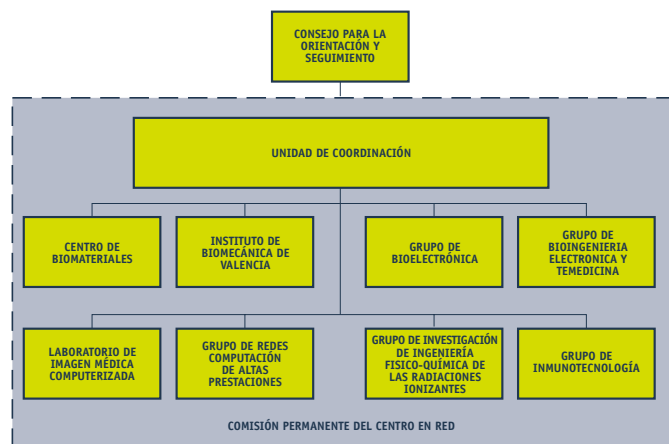 CONSEJO PARA LA
ORIENTACIÓN Y
SEGUIMIENTO
UNIDAD DE COORDINACIÓN
CENTRO DE
BIOMATERIALES
INSTITUTO DE
BIOMECÁNICA DE
VALENCIA
GRUPO DE
BIOELECTRÓNICA
GRUPO DE
BIOINGENIERIA
ELECTRONICA Y
TEMEDICINA
LABORATORIO DE
IMAGEN MÉDICA
COMPUTERIZADA
GRUPO DE REDES
COMPUTACIÓN
DE ALTAS
PRESTACIONES
GRUPO DE INVESTIGACIÓN
DE INGENIERÍA
FISICO-QUÍMICA DE
LAS RADIACIONES
IONIZANTES
GRUPO DE
INMUNOTECNOLOGÍA
COMISIÓN PERMANENTE DEL CENTRO EN RED